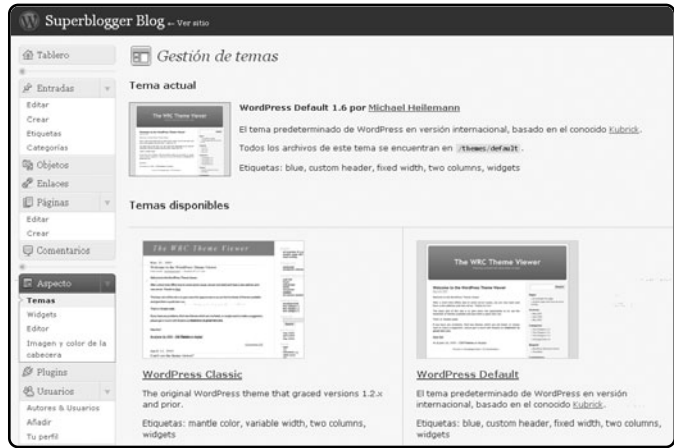 Superblogger Blog ← Ver sitio
Tablero
Entradas
Editar
Crear
Etiquetas
Categorías
Objetos
Enlaces
Páginas
Editar
Crear
Comentarios
Aspecto
Temas
Widgets
Editor
Imagen y color de la
cabecera
Plugins
Usuarios
Autores & Usuarios
Añadir
Tu perfil
Gestión de temas
Tema actual
The WRC Theme Viewer
WordPress Default 1.6 por Michael Heilemann
El tema predeterminado de WordPress en versión internacional, basado en el conocido Kubrick.
Todos los archivos de este tema se encuentran en /themes/default.
Etiquetas: blue, custom header, fixed width, two columns, widgets
Temas disponibles
The WRC Theme Viewer
WordPress Classic
The original WordPress theme that graced versions 1.2.x
and prior.
Etiquetas: mantle color, variable width, two columns,
widgets
The WRC Theme Viewer
WordPress Default
El tema predeterminado de WordPress en versión
internacional, basado en el conocido Kubrick.
Etiquetas: blue, custom header, fixed width, two columns,
widgets